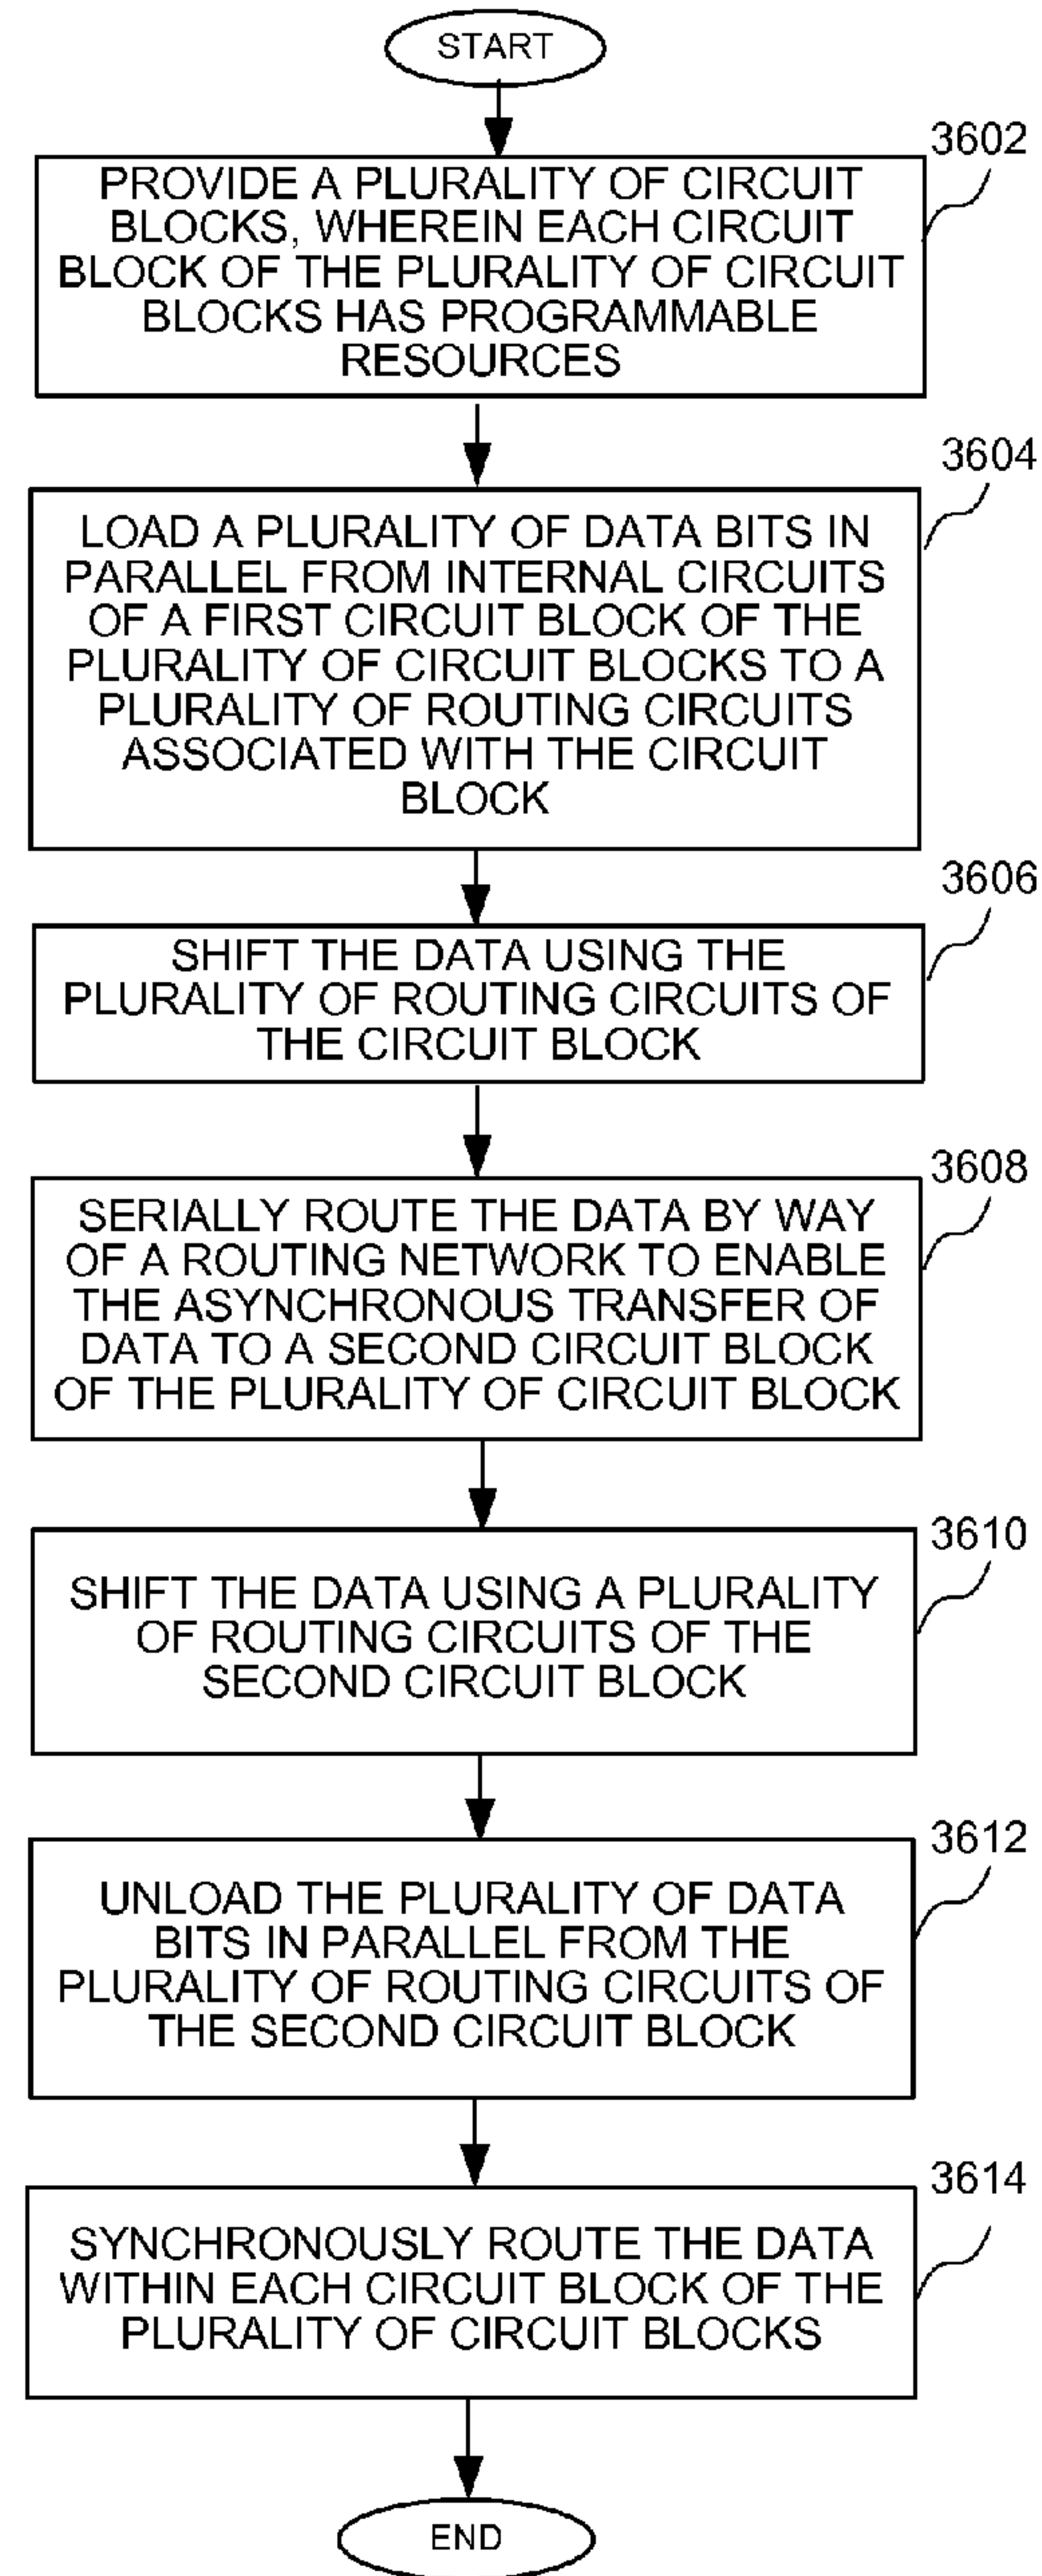 START
3602
PROVIDE A PLURALITY OF CIRCUIT
BLOCKS, WHEREIN EACH CIRCUIT
BLOCK OF THE PLURALITY OF CIRCUIT
BLOCKS HAS PROGRAMMABLE
RESOURCES
3604
LOAD A PLURALITY OF DATA BITS IN
PARALLEL FROM INTERNAL CIRCUITS
OF A FIRST CIRCUIT BLOCK OF THE
PLURALITY OF CIRCUIT BLOCKS TO A
PLURALITY OF ROUTING CIRCUITS
ASSOCIATED WITH THE CIRCUIT
BLOCK
3606
SHIFT THE DATA USING THE
PLURALITY OF ROUTING CIRCUITS OF
THE CIRCUIT BLOCK
3608
SERIALLY ROUTE THE DATA BY WAY
OF A ROUTING NETWORK TO ENABLE
THE ASYNCHRONOUS TRANSFER OF
DATA TO A SECOND CIRCUIT BLOCK
OF THE PLURALITY OF CIRCUIT BLOCK
3610
SHIFT THE DATA USING A PLURALITY
OF ROUTING CIRCUITS OF THE
SECOND CIRCUIT BLOCK
3612
UNLOAD THE PLURALITY OF DATA
BITS IN PARALLEL FROM THE
PLURALITY OF ROUTING CIRCUITS OF
THE SECOND CIRCUIT BLOCK
3614
SYNCHRONOUSLY ROUTE THE DATA
WITHIN EACH CIRCUIT BLOCK OF THE
PLURALITY OF CIRCUIT BLOCKS
END